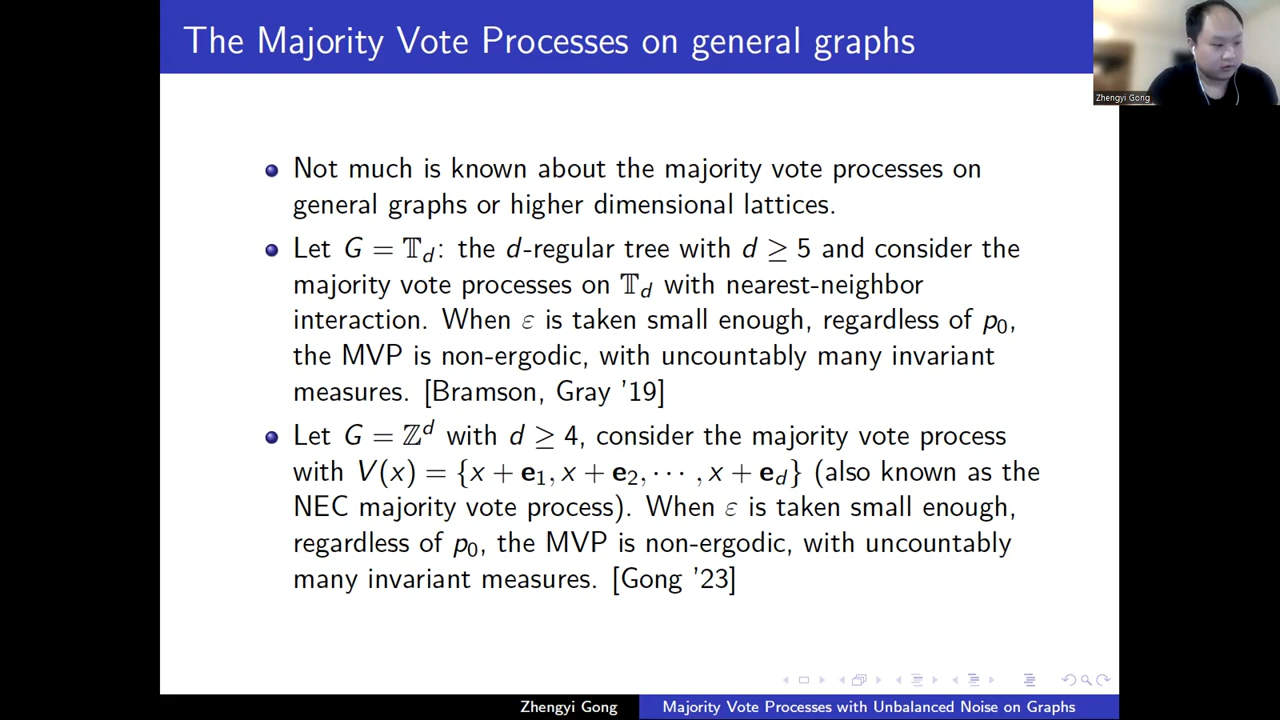 The Majority Vote Processes on general graphs
Zhengyi Gong
Not much is known about the majority vote processes on
general graphs or higher dimensional lattices.
Let G = 𝕋_d: the d-regular tree with d ≥ 5 and consider the
majority vote processes on 𝕋_d with nearest-neighbor
interaction. When ε is taken small enough, regardless of p₀,
the MVP is non-ergodic, with uncountably many invariant
measures. [Bramson, Gray '19]
Let G = ℤ^d with d ≥ 4, consider the majority vote process
with V(x) = {x + e₁, x + e₂, ⋯ , x + e_d} (also known as the
NEC majority vote process). When ε is taken small enough,
regardless of p₀, the MVP is non-ergodic, with uncountably
many invariant measures. [Gong '23]
Zhengyi Gong
Majority Vote Processes with Unbalanced Noise on Graphs